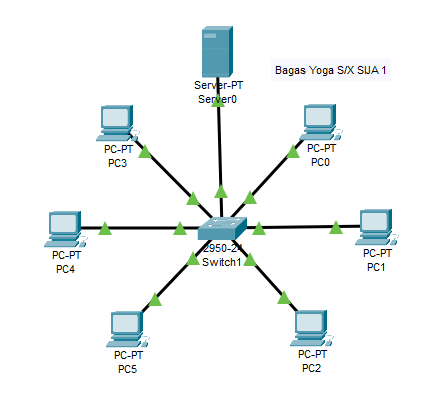 Server-PT
Server0
Bagas Yoga S/X SIJA 1
PC-PT
PC3
PC-PT
PC0
PC-PT
PC4
2950-24
Switch1
PC-PT
PC1
PC-PT
PC5
PC-PT
PC2